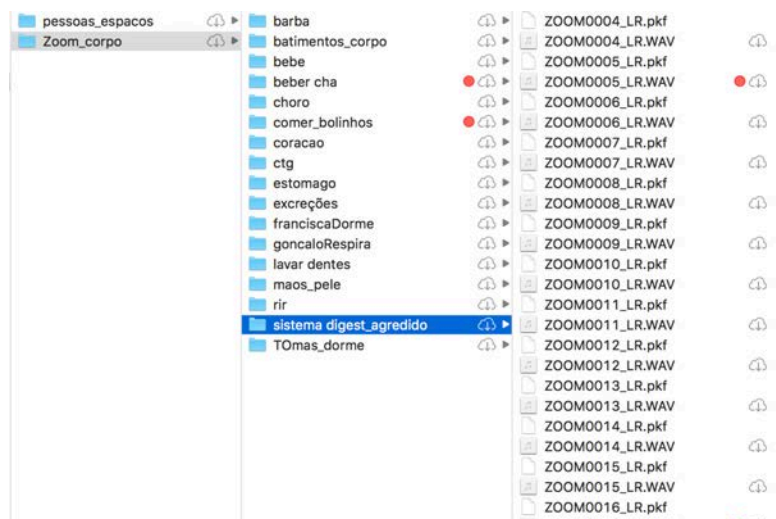 pessoas_espacos
Zoom_corpo
barba
batimentos_corpo
bebe
beber cha
choro
comer_bolinhos
coracao
ctg
estomago
excreções
franciscaDorme
goncaloRespira
lavar dentes
maos_pele
rir
sistema digest_agredido
TOmas_dorme
ZOOM0004_LR.pkf
ZOOM0004_LR.WAV
ZOOM0005_LR.pkf
ZOOM0005_LR.WAV
ZOOM0006_LR.pkf
ZOOM0006_LR.WAV
ZOOM0007_LR.pkf
ZOOM0007_LR.WAV
ZOOM0008_LR.pkf
ZOOM0008_LR.WAV
ZOOM0009_LR.pkf
ZOOM0009_LR.WAV
ZOOM0010_LR.pkf
ZOOM0010_LR.WAV
ZOOM0011_LR.pkf
ZOOM0011_LR.WAV
ZOOM0012_LR.pkf
ZOOM0012_LR.WAV
ZOOM0013_LR.pkf
ZOOM0013_LR.WAV
ZOOM0014_LR.pkf
ZOOM0014_LR.WAV
ZOOM0015_LR.pkf
ZOOM0015_LR.WAV
ZOOM0016_LR.pkf